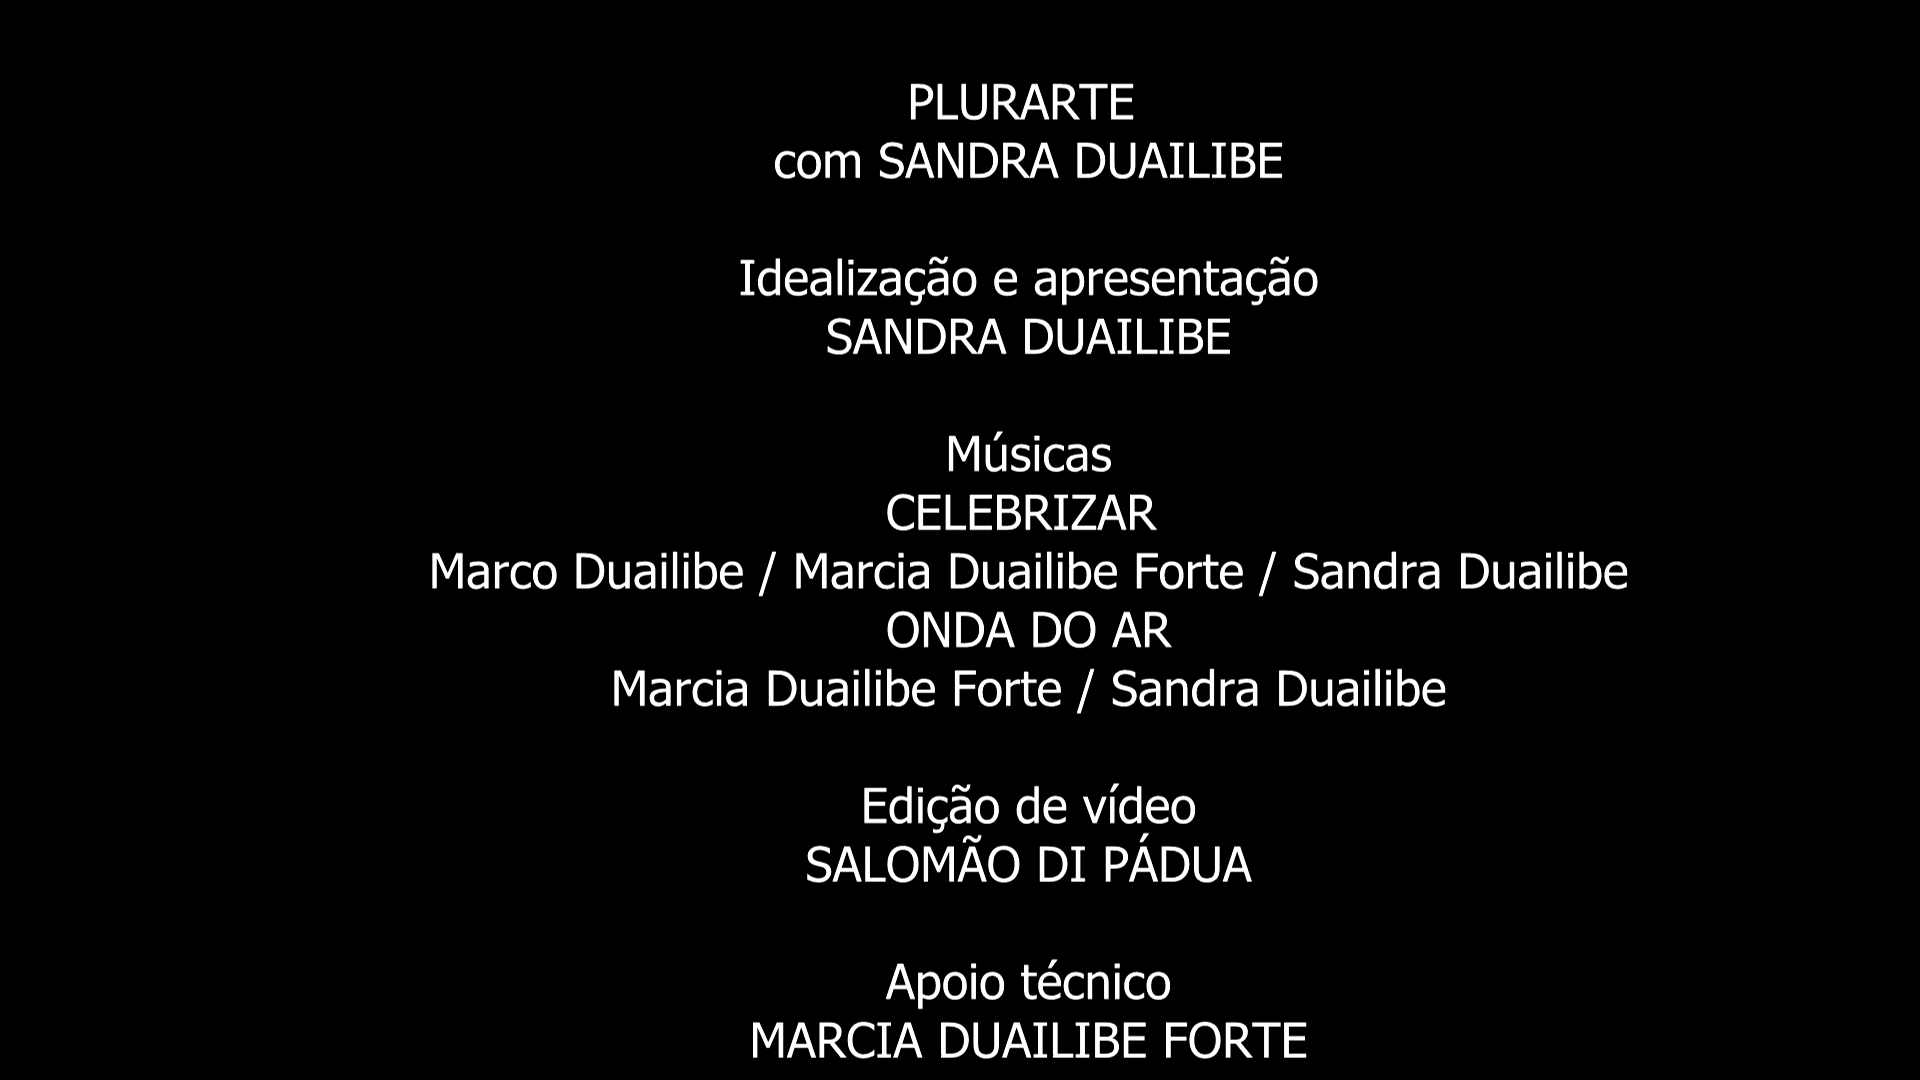 PLURARTE
com SANDRA DUAILIBE
Idealização e apresentação
SANDRA DUAILIBE
Músicas
CELEBRIZAR
Marco Duailibe / Marcia Duailibe Forte / Sandra Duailibe
ONDA DO AR
Marcia Duailibe Forte / Sandra Duailibe
Edição de vídeo
SALOMÃO DI PÁDUA
Apoio técnico
MARCIA DUAILIBE FORTE